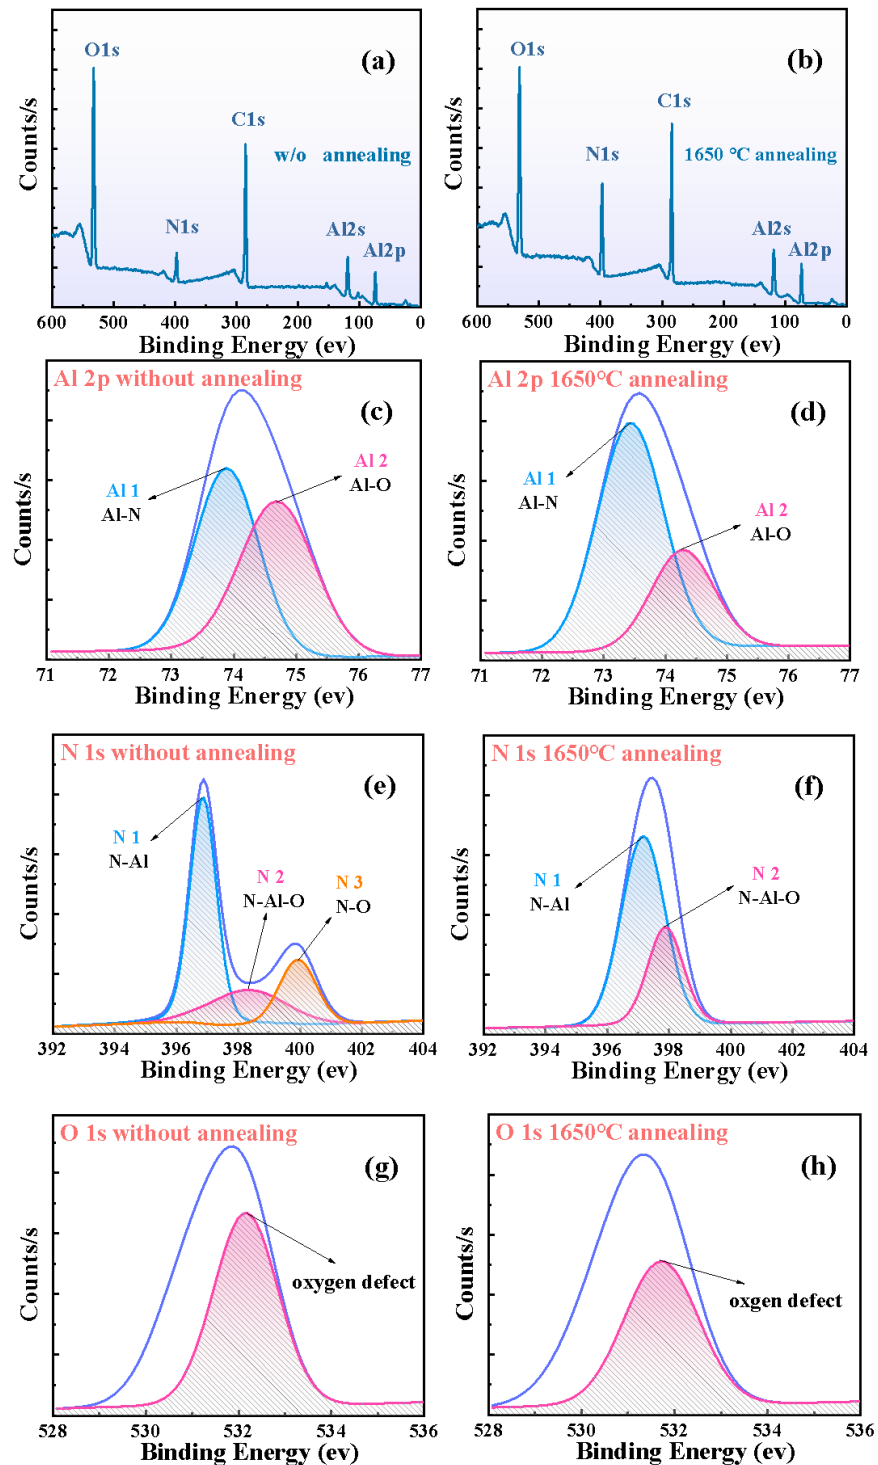 (a)
O1s
C1s
w/o annealing
N1s
Al2s
Al2p
Counts/s
600 500 400 300 200 100 0
Binding Energy (ev)
(b)
O1s
C1s
N1s
1650 ℃ annealing
Al2s
Al2p
Counts/s
600 500 400 300 200 100 0
Binding Energy (ev)
Al 2p without annealing
(c)
Al 1
Al-N
Al 2
Al-O
Counts/s
71 72 73 74 75 76 77
Binding Energy (ev)
Al 2p 1650℃ annealing
(d)
Al 1
Al-N
Al 2
Al-O
Counts/s
71 72 73 74 75 76 77
Binding Energy (ev)
N 1s without annealing
(e)
N 1
N-Al
N 2
N-Al-O
N 3
N-O
Counts/s
392 394 396 398 400 402 404
Binding Energy (ev)
N 1s 1650℃ annealing
(f)
N 1
N-Al
N 2
N-Al-O
Counts/s
392 394 396 398 400 402 404
Binding Energy (ev)
O 1s without annealing
(g)
oxygen defect
Counts/s
528 530 532 534 536
Binding Energy (ev)
O 1s 1650℃ annealing
(h)
oxgen defect
Counts/s
528 530 532 534 536
Binding Energy (ev)